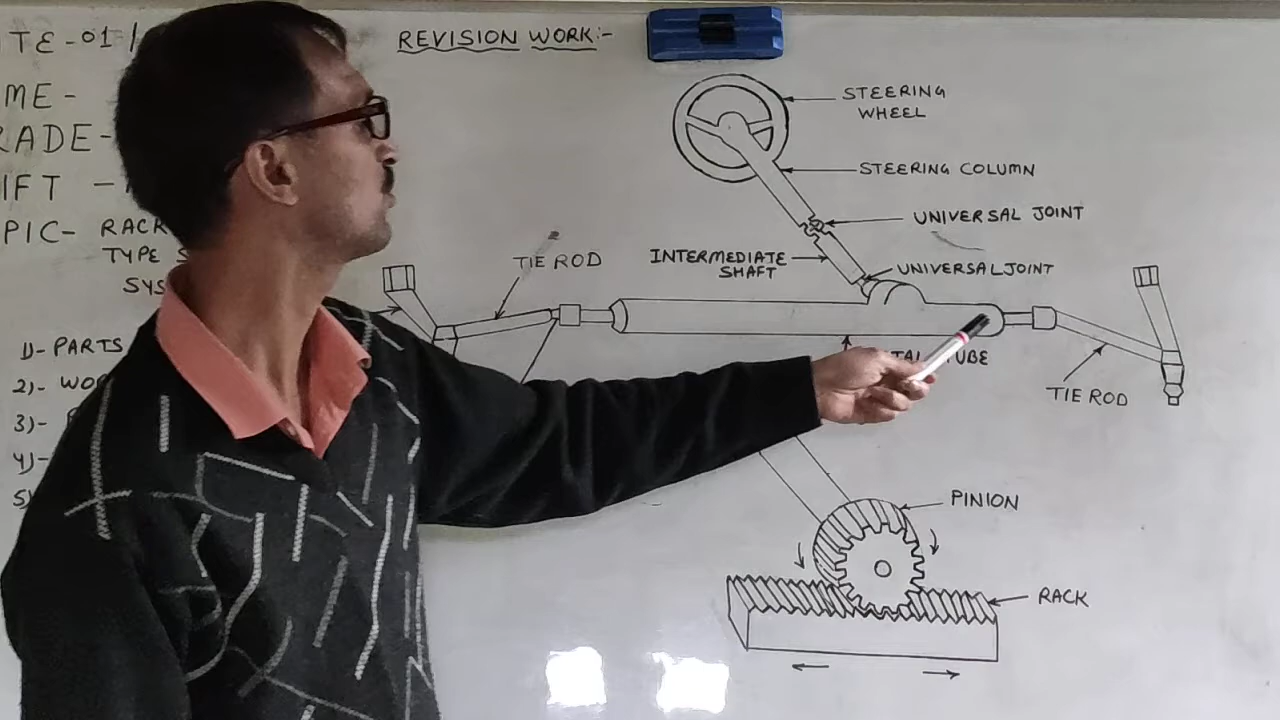 TE-01/
REVISION WORK:-
ME-
RADE-
IFT -
PIC- RACK
TYPE S
SYS
1)- PARTS
2)- WO
3)-
4)-
5)
STEERING
WHEEL
STEERING COLUMN
UNIVERSAL JOINT
INTERMEDIATE
SHAFT
UNIVERSAL JOINT
TIE ROD
TUBE
TIE ROD
PINION
RACK